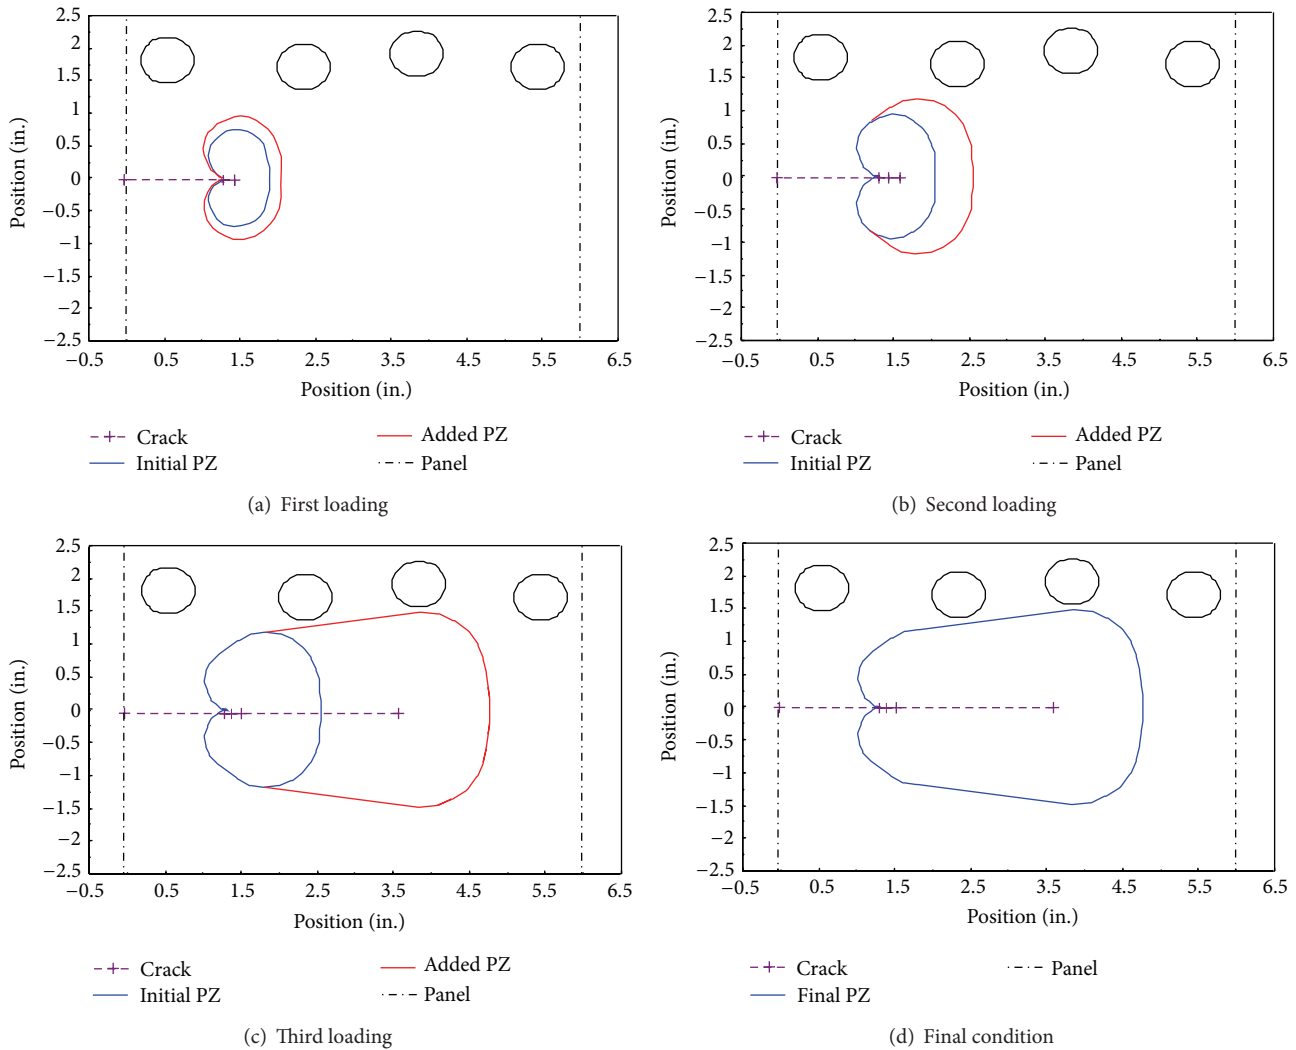 2.5
2
1.5
1
0.5
0
−0.5
−1
−1.5
−2
−2.5
Position (in.)
−0.5 0.5 1.5 2.5 3.5 4.5 5.5 6.5
Position (in.)
Crack
Initial PZ
Added PZ
Panel
(a) First loading
2.5
2
1.5
1
0.5
0
−0.5
−1
−1.5
−2
−2.5
Position (in.)
−0.5 0.5 1.5 2.5 3.5 4.5 5.5 6.5
Position (in.)
Crack
Initial PZ
Added PZ
Panel
(b) Second loading
2.5
2
1.5
1
0.5
0
−0.5
−1
−1.5
−2
−2.5
Position (in.)
−0.5 0.5 1.5 2.5 3.5 4.5 5.5 6.5
Position (in.)
Crack
Initial PZ
Added PZ
Panel
(c) Third loading
2.5
2
1.5
1
0.5
0
−0.5
−1
−1.5
−2
−2.5
Position (in.)
−0.5 0.5 1.5 2.5 3.5 4.5 5.5 6.5
Position (in.)
Crack
Final PZ
Panel
(d) Final condition